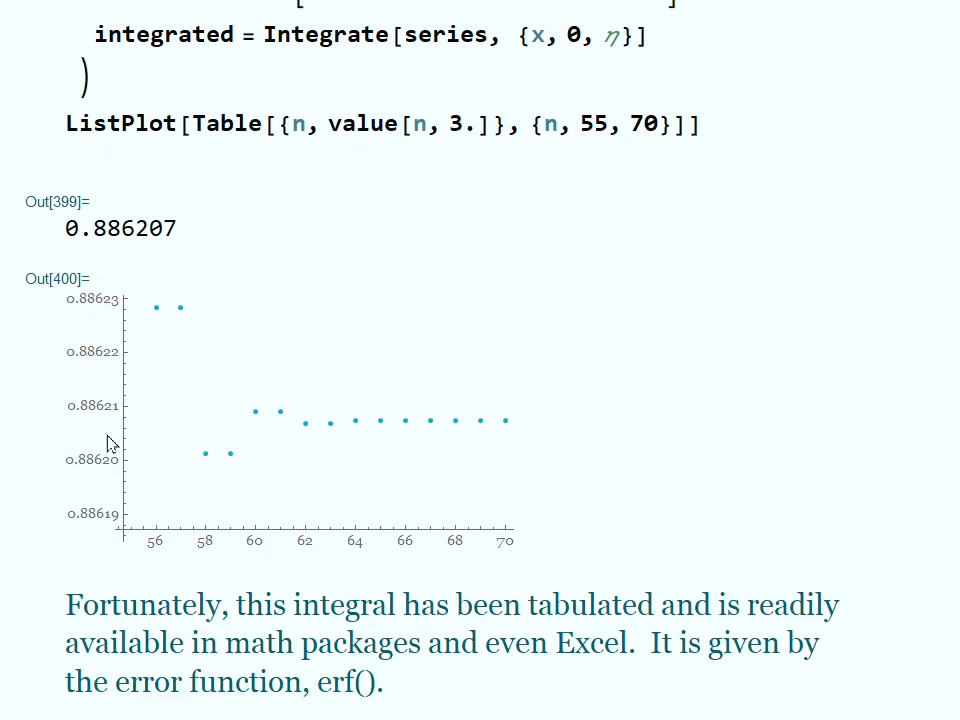 integrated = Integrate[series, {x, 0, η}]
)
ListPlot[Table[{n, value[n, 3.]}, {n, 55, 70}]]
Out[399]=
0.886207
Out[400]=
0.88623
0.88622
0.88621
0.88620
0.88619
56 58 60 62 64 66 68 70
Fortunately, this integral has been tabulated and is readily
available in math packages and even Excel.  It is given by
the error function, erf().